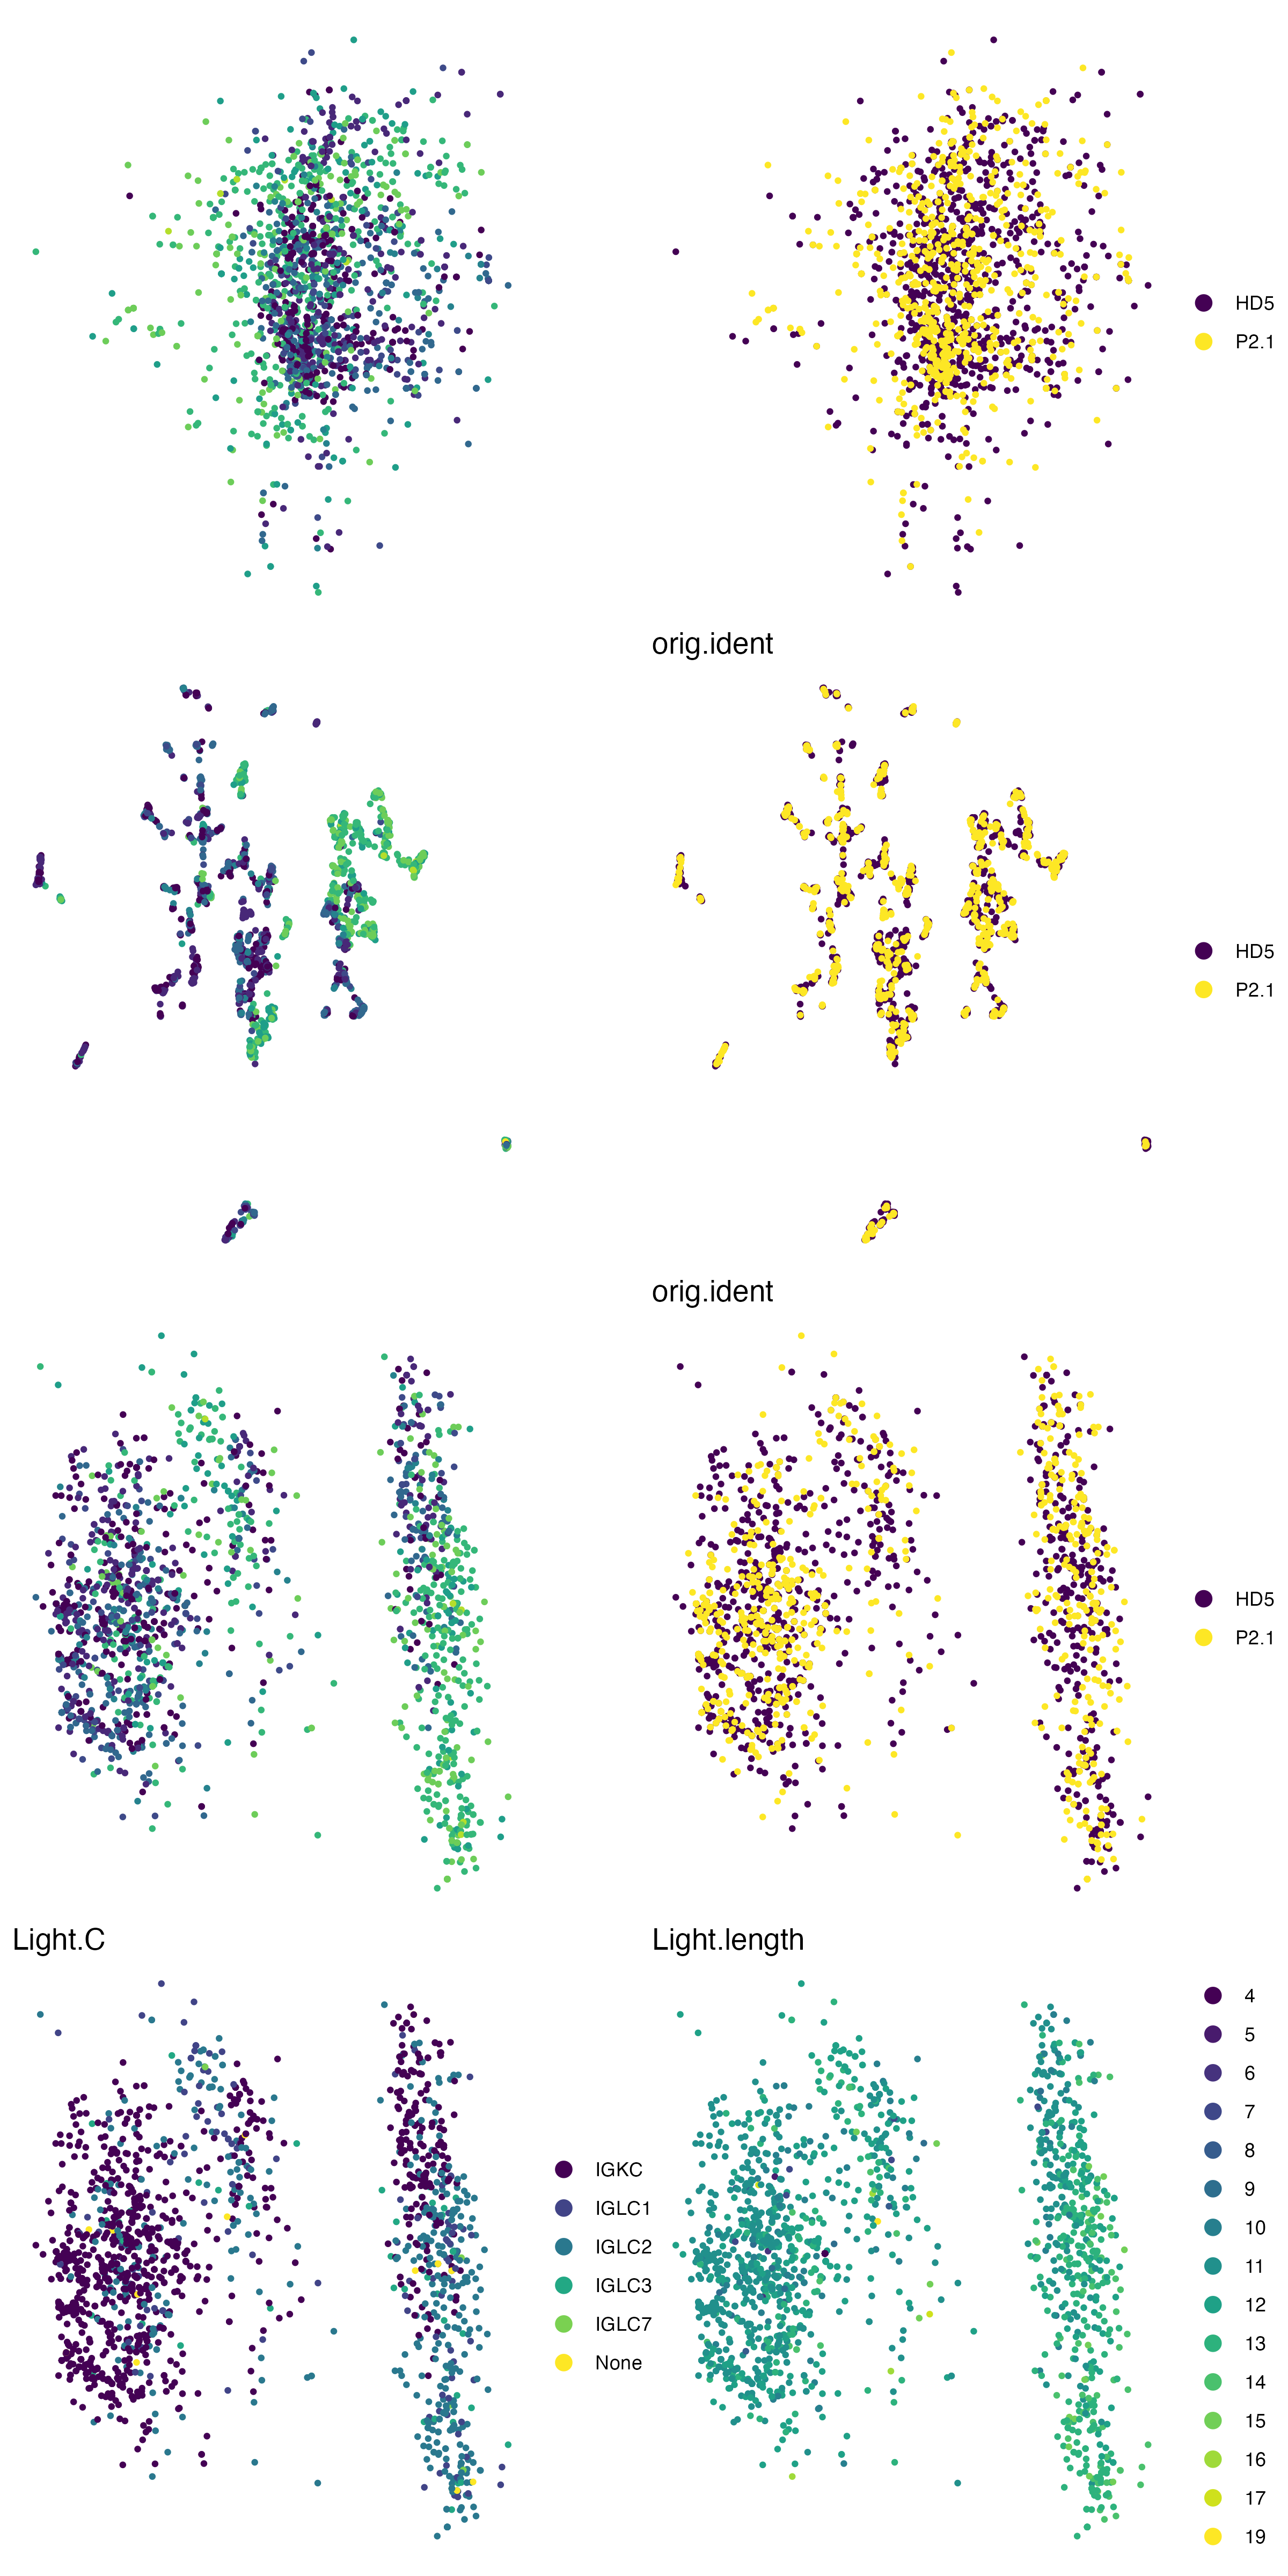 HD5
P2.1
orig.ident
HD5
P2.1
orig.ident
HD5
P2.1
Light.C
Light.length
IGKC
IGLC1
IGLC2
IGLC3
IGLC7
None
4
5
6
7
8
9
10
11
12
13
14
15
16
17
19